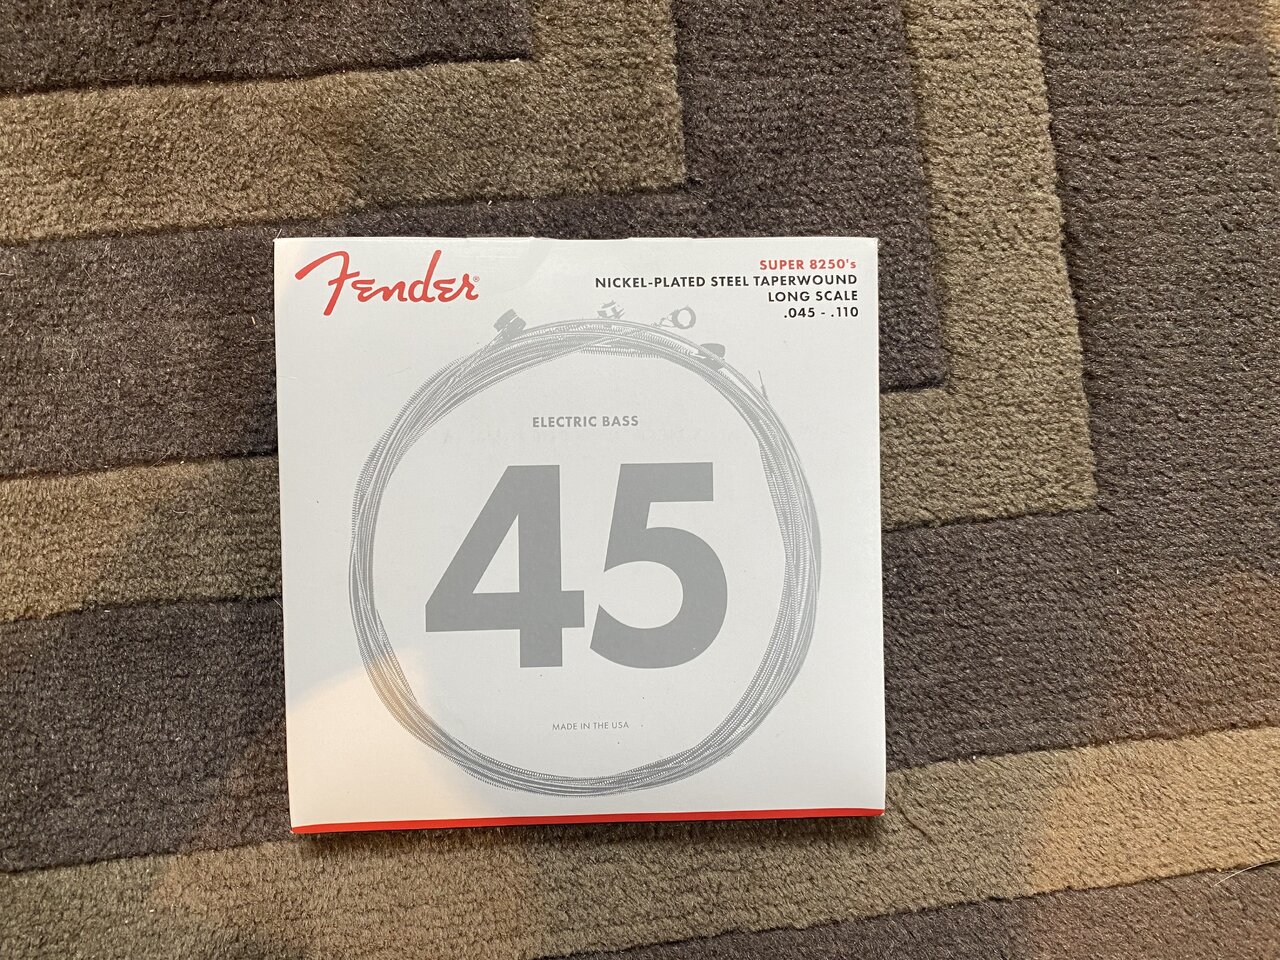 Fender®
SUPER 8250's
NICKEL-PLATED STEEL TAPERWOUND
LONG SCALE
.045 - .110
ELECTRIC BASS
45
MADE IN THE USA